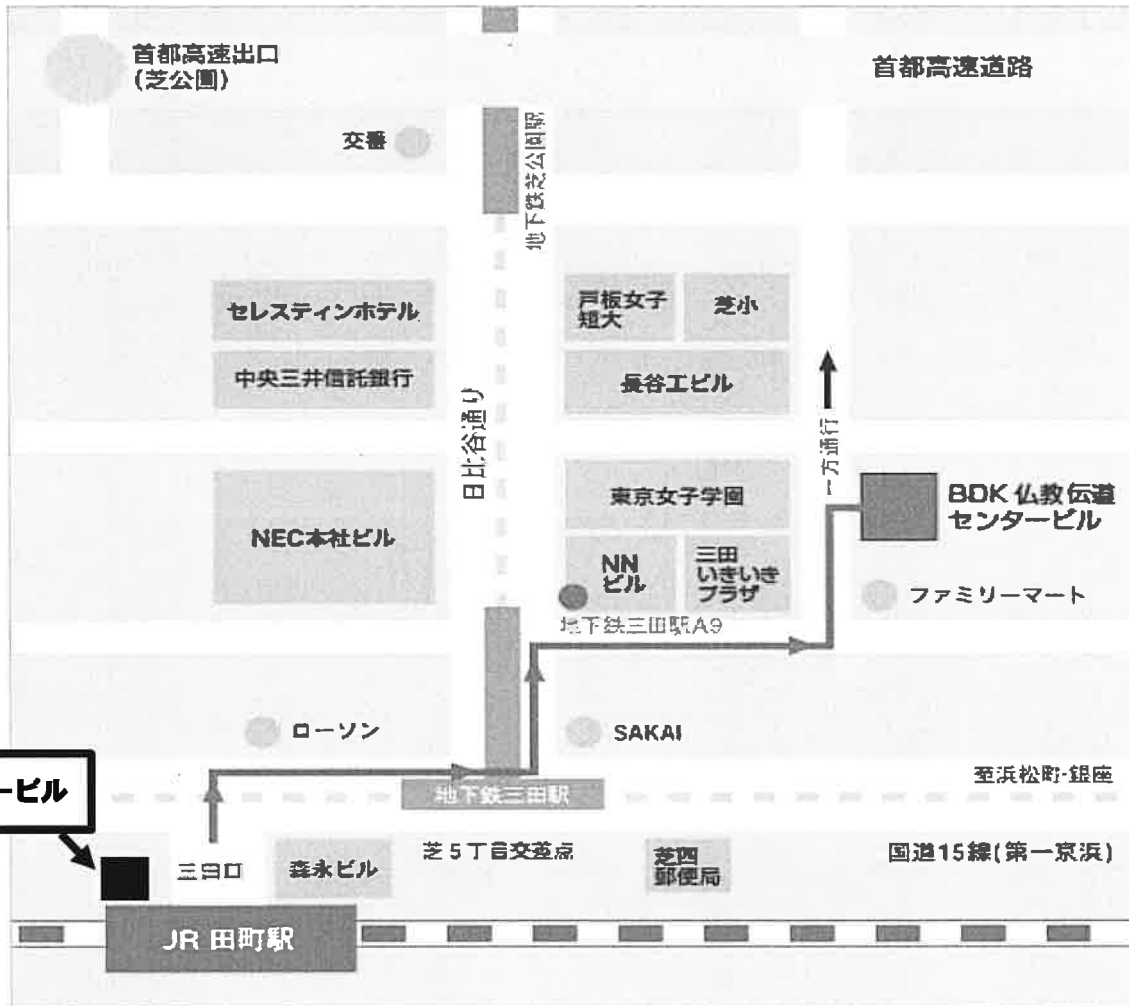 首都高速出口
(芝公園)
首都高速道路
交番
地下鉄芝公園駅
セレスティンホテル
戸板女子
短大
芝小
中央三井信託銀行
長谷工ビル
日比谷通り
一方通行
NEC本社ビル
東京女子学園
BDK 仏教伝道
センタービル
NN
ビル
三田
いきいき
プラザ
ファミリーマート
地下鉄三田駅A9
ローソン
SAKAI
ービル
至浜松町・銀座
地下鉄三田駅
三田口
森永ビル
芝5丁目交差点
芝四
郵便局
国道15線(第一京浜)
JR 田町駅